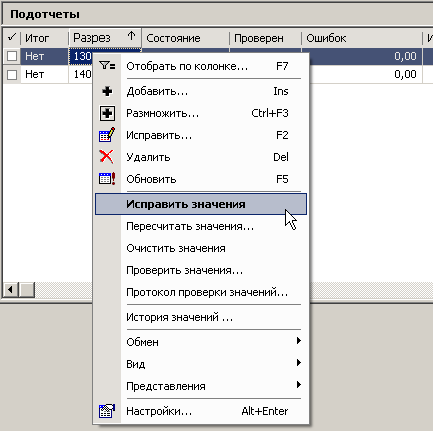 Подотчеты
✓ Итог Разрез ↑ Состояние Проверен Ошибок И
Нет 130 0,00
Нет 140 0,00
Отобрать по колонке... F7
Добавить... Ins
Размножить... Ctrl+F3
Исправить... F2
Удалить Del
Обновить F5
Исправить значения
Пересчитать значения...
Очистить значения
Проверить значения...
Протокол проверки значений...
История значений ...
Обмен
Вид
Представления
Настройки... Alt+Enter